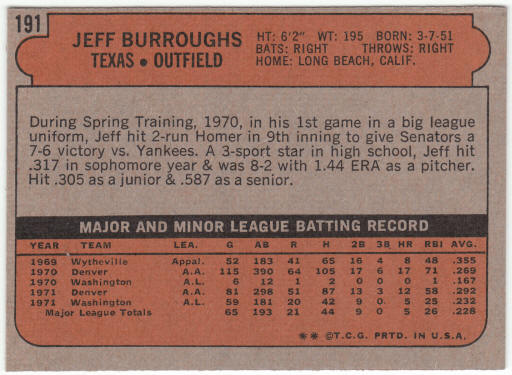 191
JEFF BURROUGHS
TEXAS • OUTFIELD
HT: 6'2" WT: 195 BORN: 3-7-51
BATS: RIGHT THROWS: RIGHT
HOME: LONG BEACH, CALIF.
During Spring Training, 1970, in his 1st game in a big league
uniform, Jeff hit 2-run Homer in 9th inning to give Senators a
7-6 victory vs. Yankees. A 3-sport star in high school, Jeff hit
.317 in sophomore year & was 8-2 with 1.44 ERA as a pitcher.
Hit .305 as a junior & .587 as a senior.
MAJOR AND MINOR LEAGUE BATTING RECORD
YEAR TEAM LEA. G AB R H 2B 3B HR RBI AVG.
1969 Wytheville Appal. 52 183 41 65 16 4 8 48 .355
1970 Denver A.A. 115 390 64 105 17 6 17 71 .269
1970 Washington A.L. 6 12 1 2 0 0 0 1 .167
1971 Denver A.A. 81 298 51 87 13 3 12 58 .292
1971 Washington A.L. 59 181 20 42 9 0 5 25 .232
Major League Totals 65 193 21 44 9 0 5 26 .228
** ©T.C.G. PRTD. IN U.S.A.